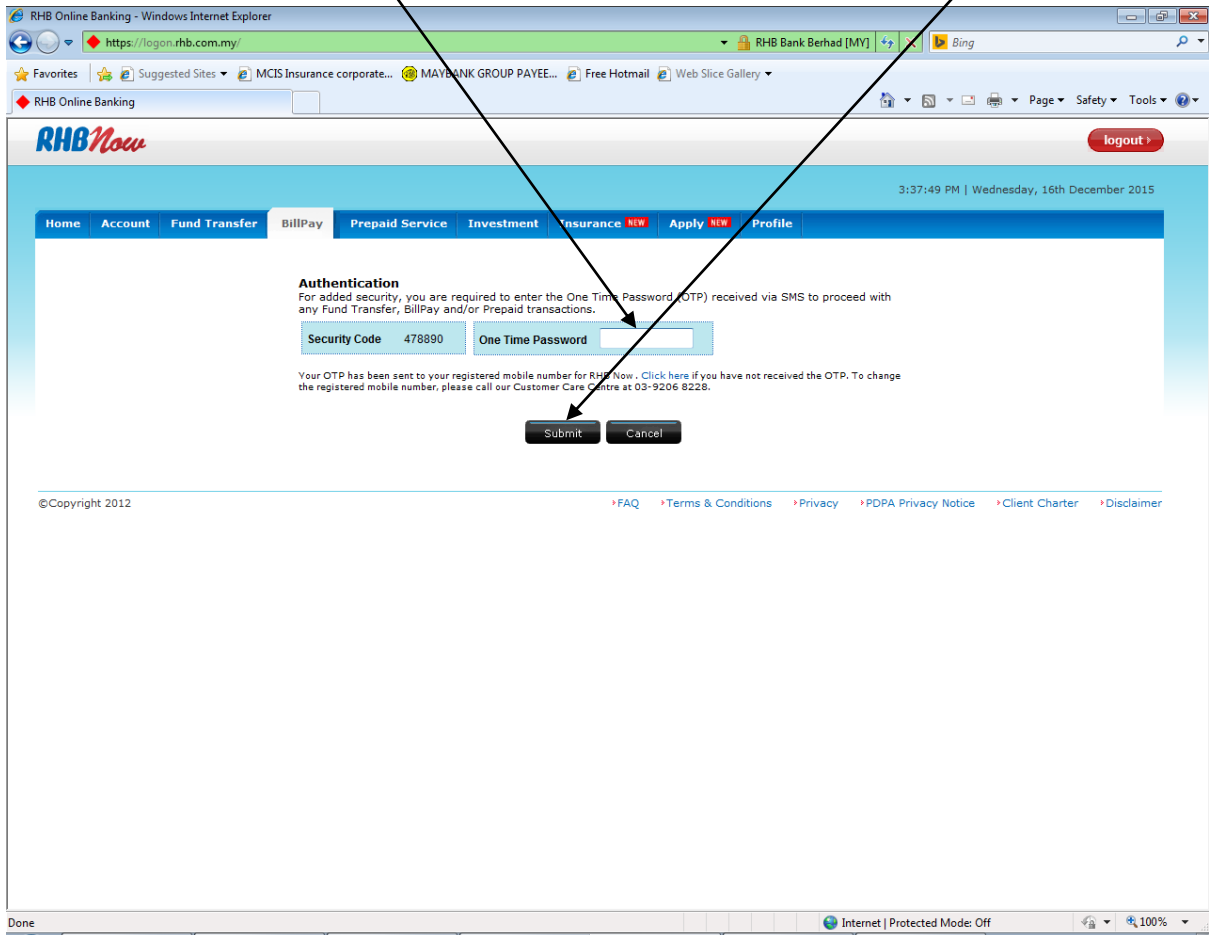 RHB Online Banking - Windows Internet Explorer
https://logon.rhb.com.my/ RHB Bank Berhad [MY] Bing
Favorites Suggested Sites MCIS Insurance corporate... MAYBANK GROUP PAYEE... Free Hotmail Web Slice Gallery
RHB Online Banking Page Safety Tools
RHB Now logout
3:37:49 PM | Wednesday, 16th December 2015
Home Account Fund Transfer BillPay Prepaid Service Investment Insurance NEW Apply NEW Profile
Authentication
For added security, you are required to enter the One Time Password (OTP) received via SMS to proceed with
any Fund Transfer, BillPay and/or Prepaid transactions.
Security Code 478890 One Time Password
Your OTP has been sent to your registered mobile number for RHB Now . Click here if you have not received the OTP. To change
the registered mobile number, please call our Customer Care Centre at 03-9206 8228.
Submit Cancel
©Copyright 2012 FAQ Terms & Conditions Privacy PDPA Privacy Notice Client Charter Disclaimer
Done Internet | Protected Mode: Off 100%